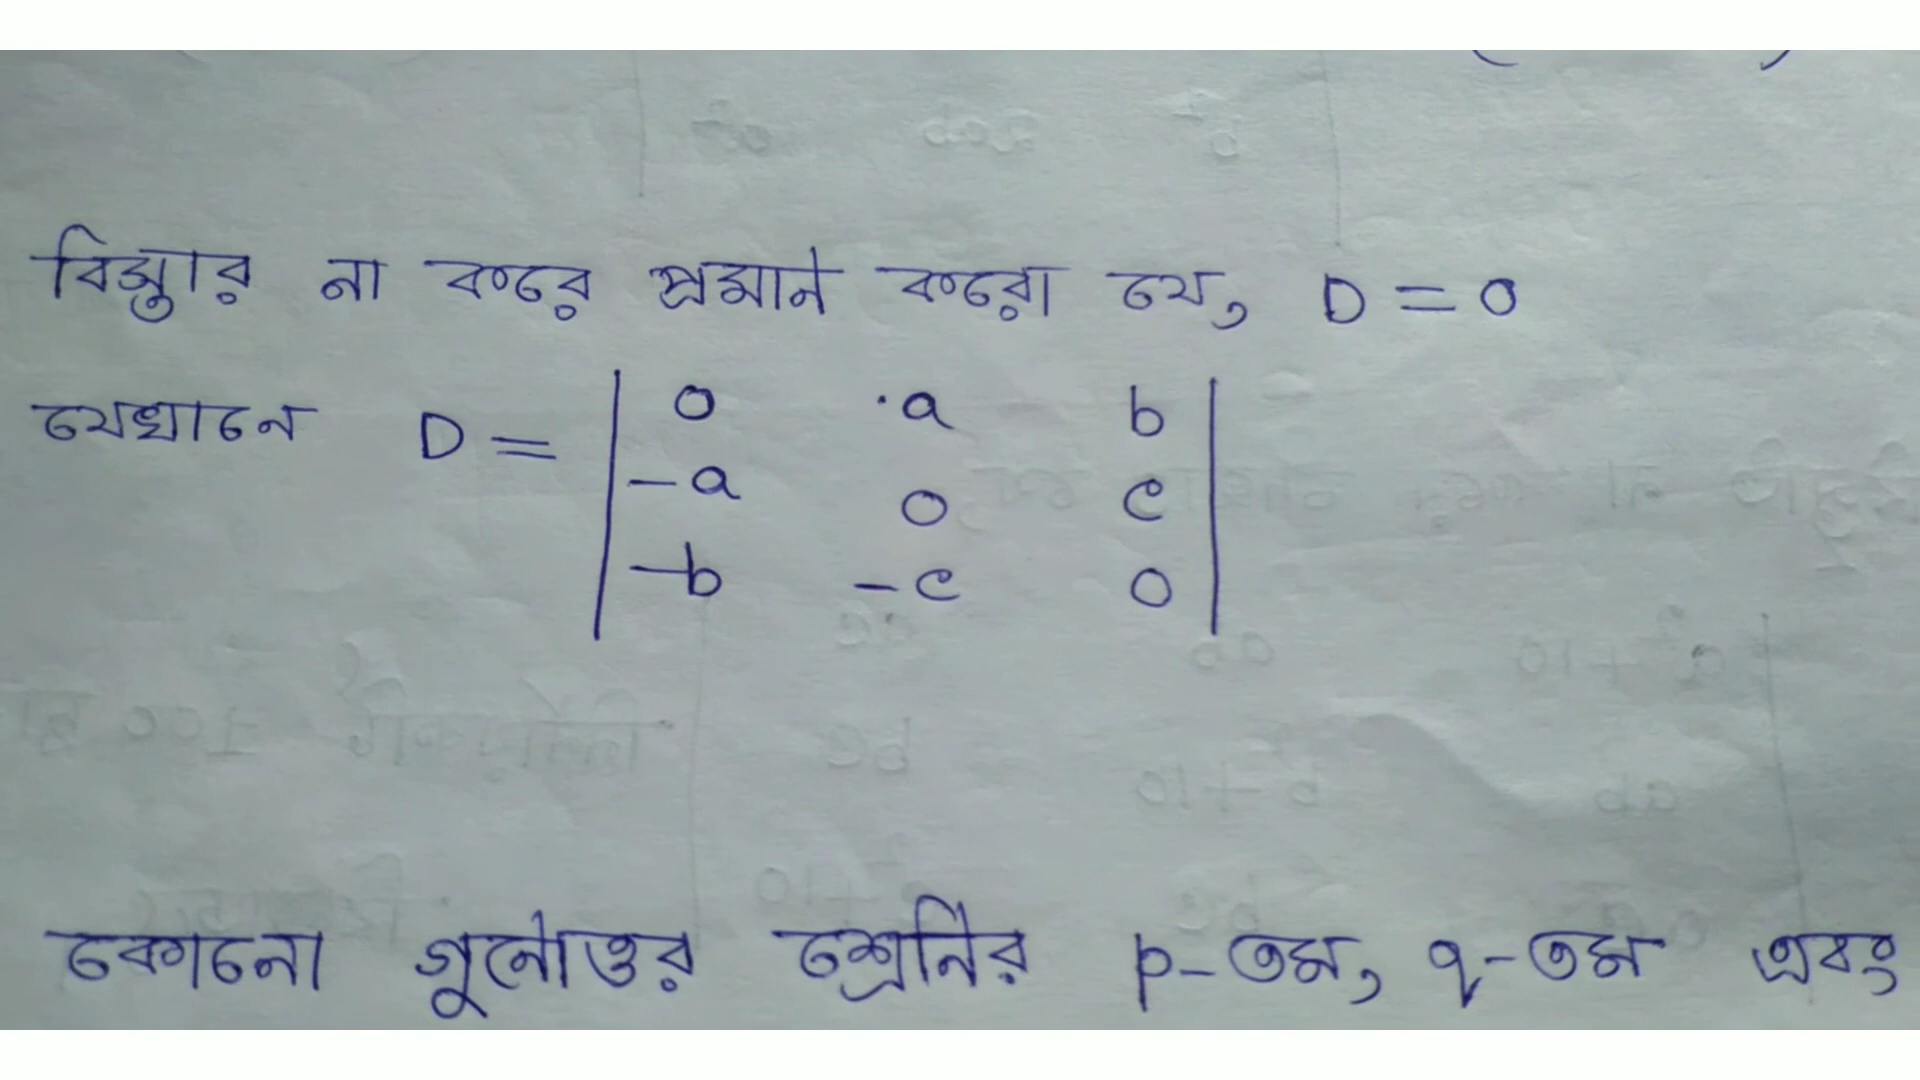 বিস্তার না করে প্রমান করো যে, D = 0
যেখানে D = | 0 a b |
| -a 0 c |
| -b -c 0 |
কোনো গুনোত্তর শ্রেনির p-তম, q-তম এবং